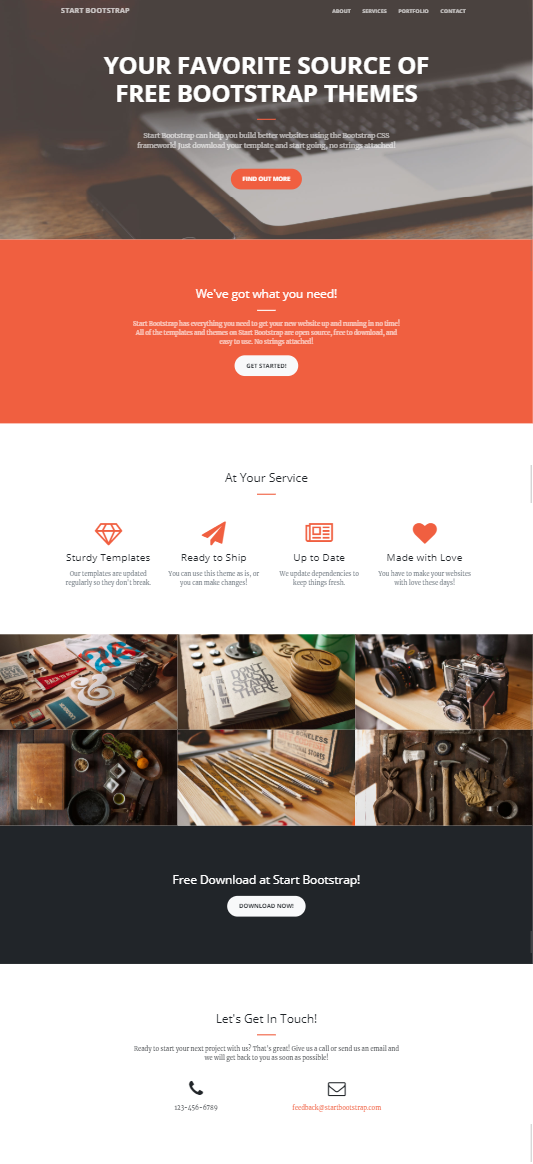 START BOOTSTRAP
ABOUT SERVICES PORTFOLIO CONTACT
YOUR FAVORITE SOURCE OF
FREE BOOTSTRAP THEMES
Start Bootstrap can help you build better websites using the Bootstrap CSS
framework! Just download your template and start going, no strings attached!
FIND OUT MORE
We've got what you need!
Start Bootstrap has everything you need to get your new website up and running in no time!
All of the templates and themes on Start Bootstrap are open source, free to download, and
easy to use. No strings attached!
GET STARTED!
At Your Service
Sturdy Templates
Our templates are updated
regularly so they don't break.
Ready to Ship
You can use this theme as is, or
you can make changes!
Up to Date
We update dependencies to
keep things fresh.
Made with Love
You have to make your websites
with love these days!
DON'T
JUST
STAND
THERE
Free Download at Start Bootstrap!
DOWNLOAD NOW!
Let's Get In Touch!
Ready to start your next project with us? That's great! Give us a call or send us an email and
we will get back to you as soon as possible!
123-456-6789
feedback@startbootstrap.com